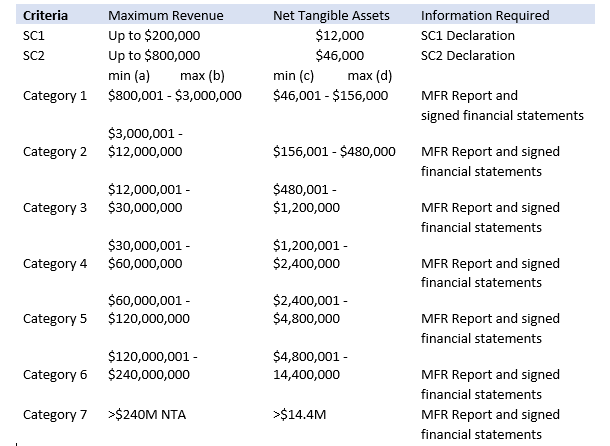 Criteria Maximum Revenue Net Tangible Assets Information Required
SC1 Up to $200,000 $12,000 SC1 Declaration
SC2 Up to $800,000 $46,000 SC2 Declaration
min (a) max (b) min (c) max (d)
Category 1 $800,001 - $3,000,000 $46,001 - $156,000 MFR Report and
signed financial statements
$3,000,001 -
Category 2 $12,000,000 $156,001 - $480,000 MFR Report and signed
financial statements
$12,000,001 - $480,001 -
Category 3 $30,000,000 $1,200,000 MFR Report and signed
financial statements
$30,000,001 - $1,200,001 -
Category 4 $60,000,000 $2,400,000 MFR Report and signed
financial statements
$60,000,001 - $2,400,001 -
Category 5 $120,000,000 $4,800,000 MFR Report and signed
financial statements
$120,000,001 - $4,800,001 -
Category 6 $240,000,000 14,400,000 MFR Report and signed
financial statements
Category 7 >$240M NTA >$14.4M MFR Report and signed
financial statements